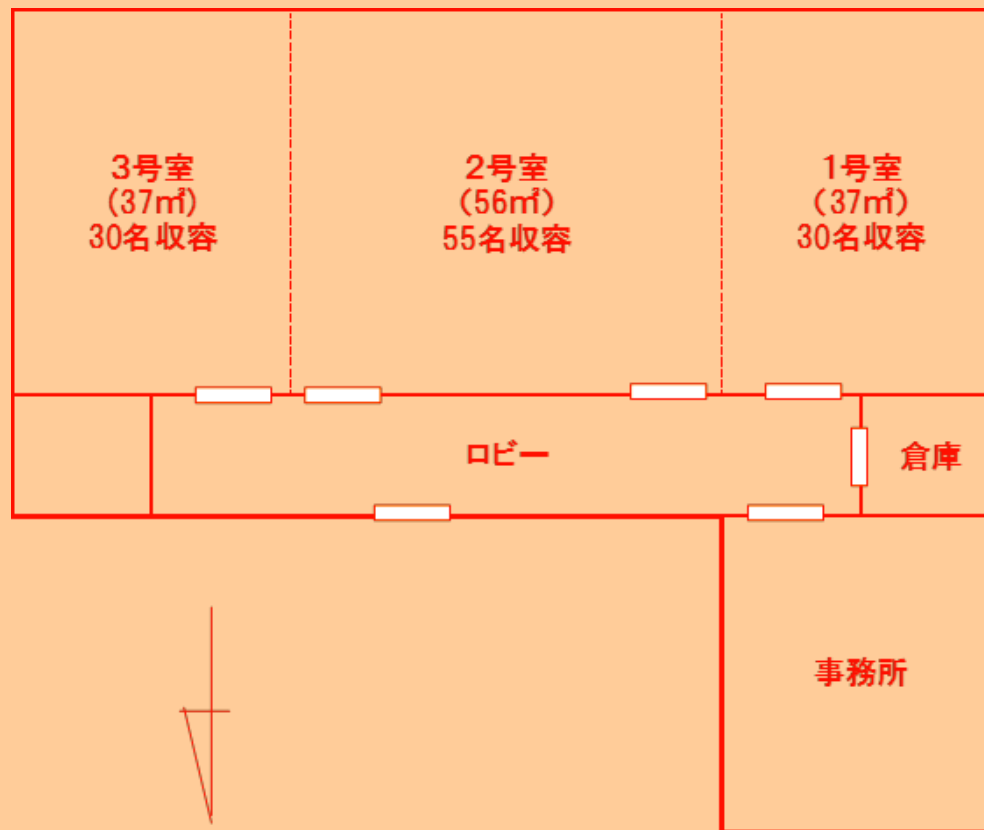 3号室
(37㎡)
30名収容
2号室
（56㎡）
55名収容
1号室
（37㎡）
30名収容
ロビー
倉庫
事務所